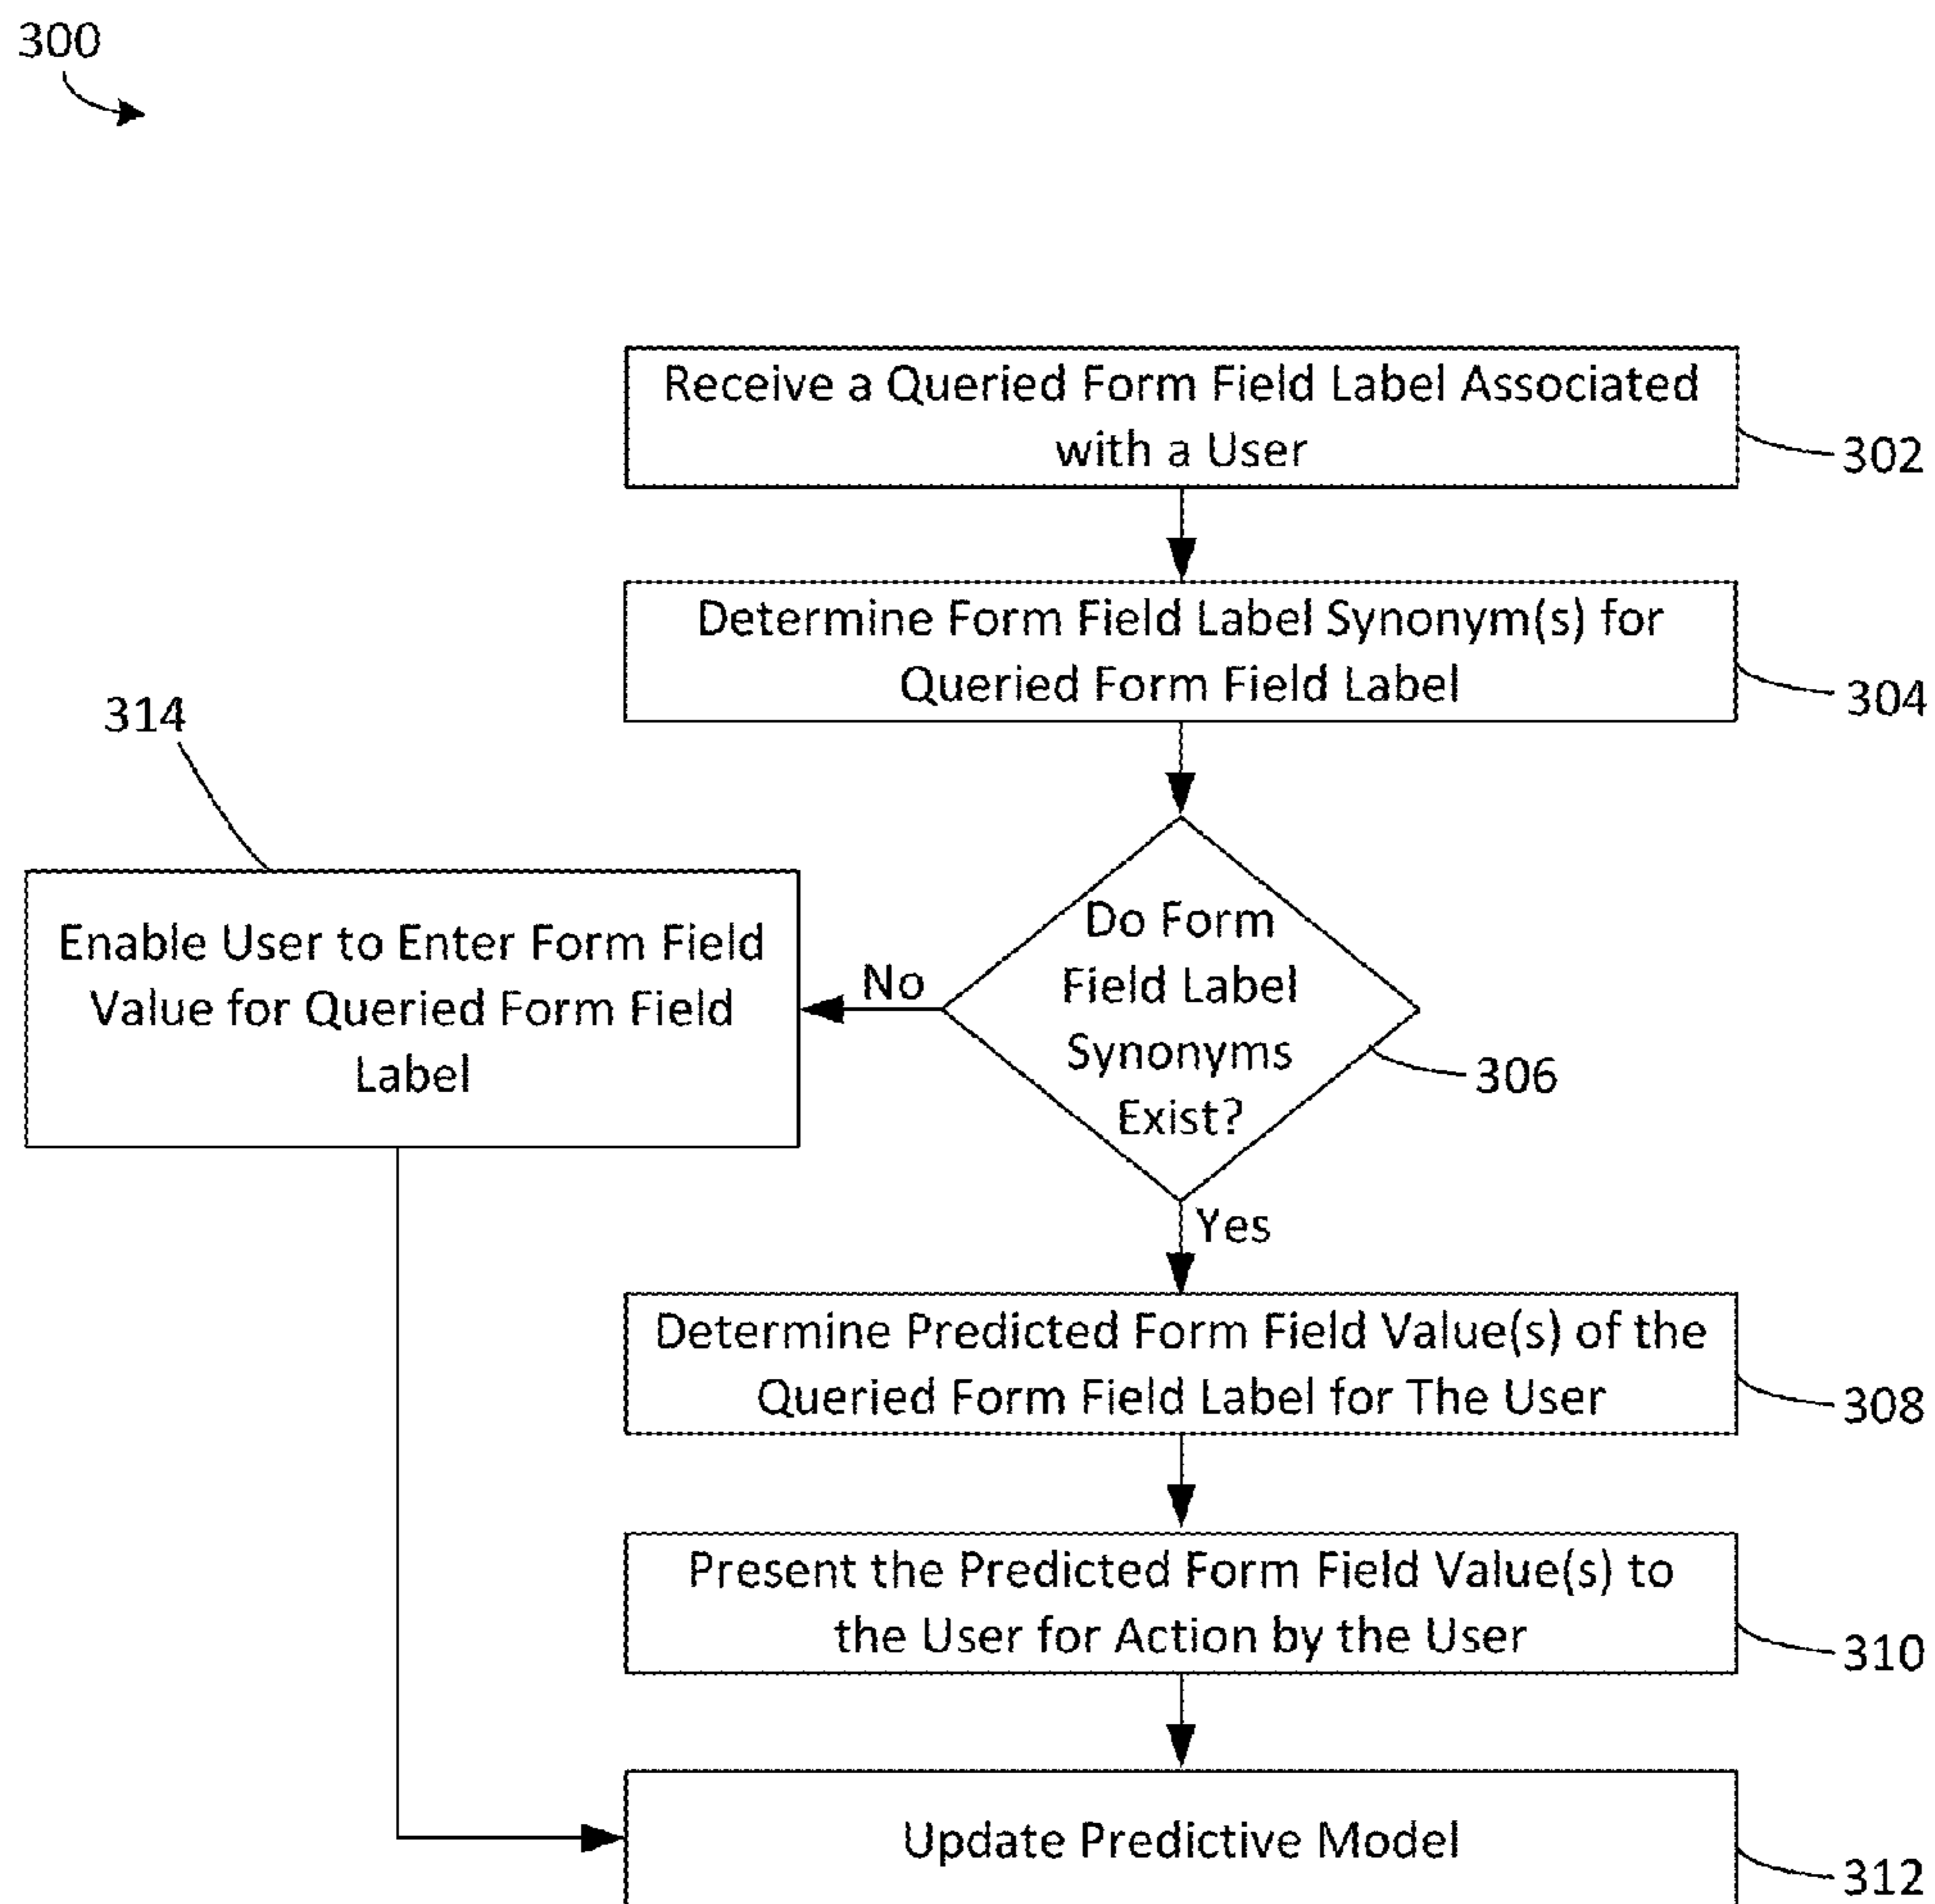 300
Receive a Queried Form Field Label Associated
with a User
302
Determine Form Field Label Synonym(s) for
Queried Form Field Label
304
314
Enable User to Enter Form Field
Value for Queried Form Field
Label
No
Do Form
Field Label
Synonyms
Exist?
306
Yes
Determine Predicted Form Field Value(s) of the
Queried Form Field Label for The User
308
Present the Predicted Form Field Value(s) to
the User for Action by the User
310
Update Predictive Model
312